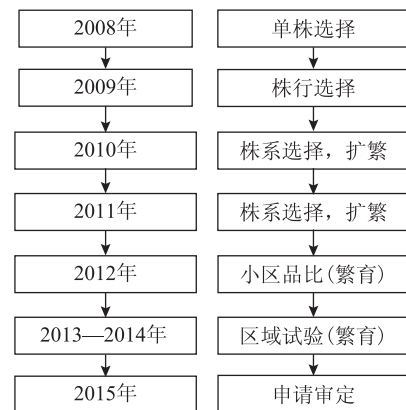 2008年 单株选择
2009年 株行选择
2010年 株系选择，扩繁
2011年 株系选择，扩繁
2012年 小区品比(繁育)
2013—2014年 区域试验(繁育)
2015年 申请审定